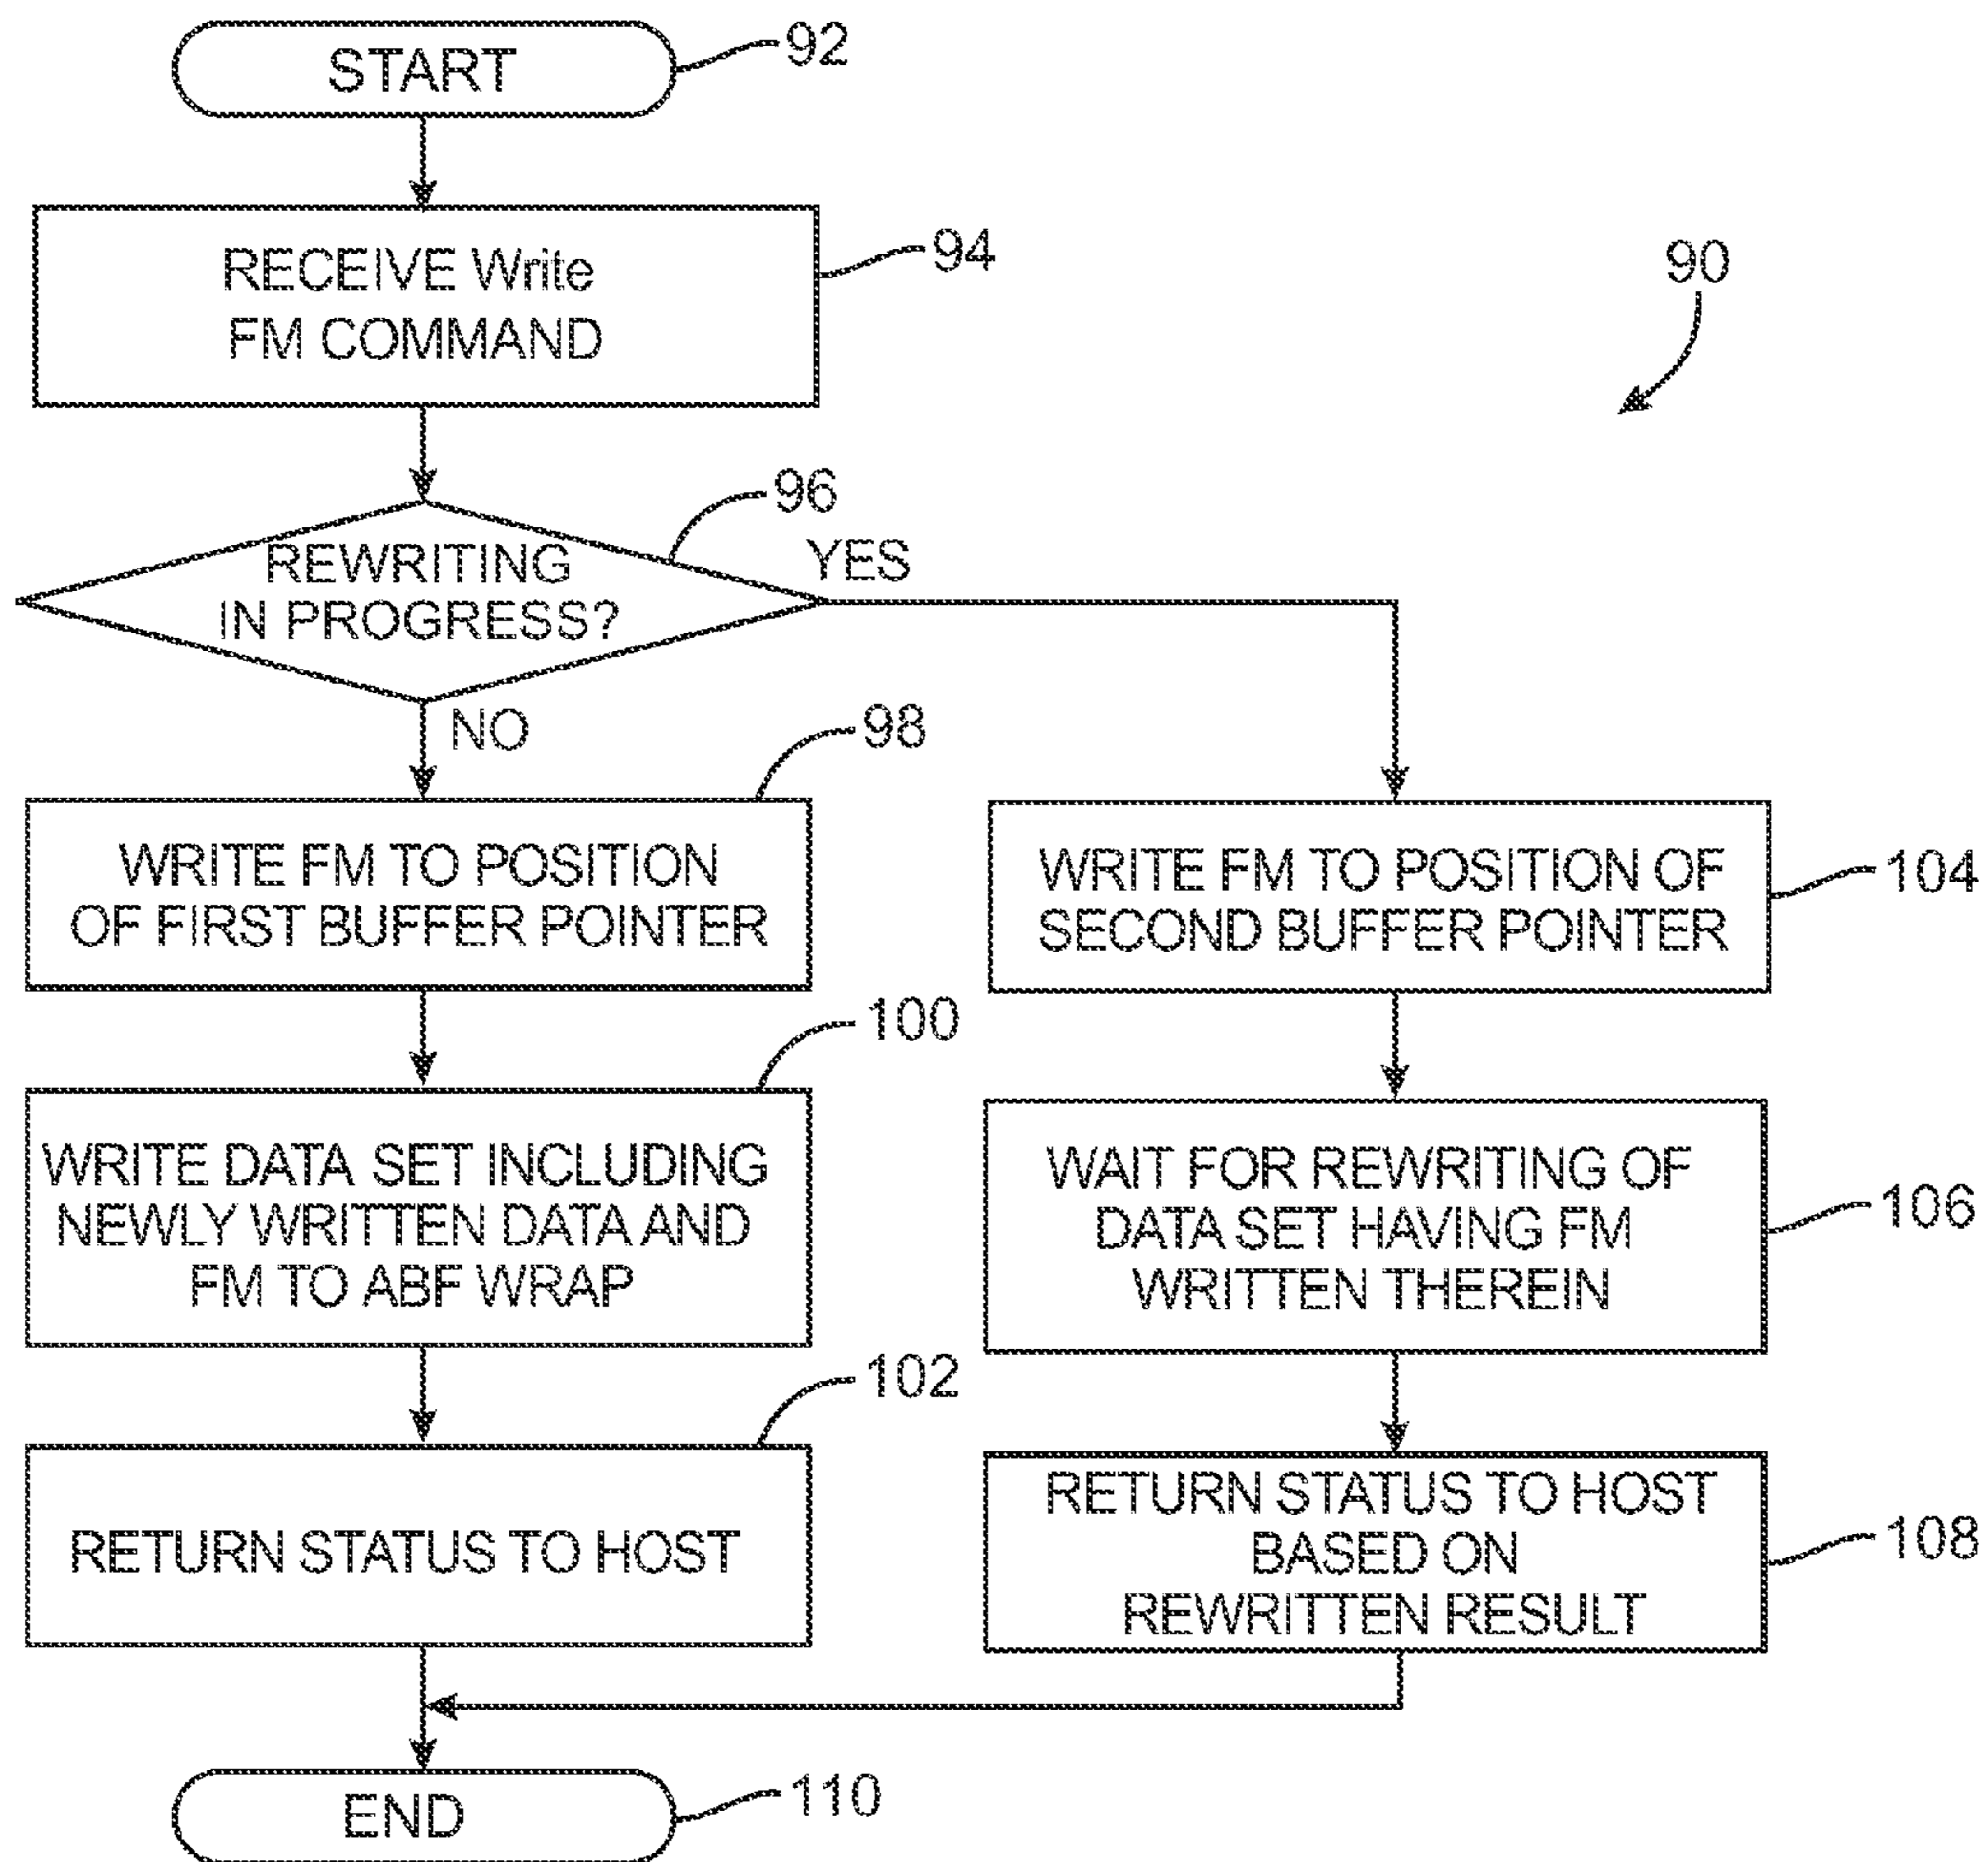 START
92
RECEIVE Write
FM COMMAND
94
90
REWRITING
IN PROGRESS?
96
YES
NO
WRITE FM TO POSITION
OF FIRST BUFFER POINTER
98
WRITE FM TO POSITION OF
SECOND BUFFER POINTER
104
WRITE DATA SET INCLUDING
NEWLY WRITTEN DATA AND
FM TO ABF WRAP
100
WAIT FOR REWRITING OF
DATA SET HAVING FM
WRITTEN THEREIN
106
RETURN STATUS TO HOST
102
RETURN STATUS TO HOST
BASED ON
REWRITTEN RESULT
108
END
110